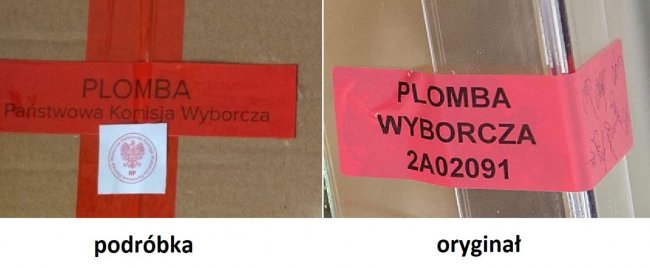 PLOMBA
Państwowa Komisja Wyborcza
RP
PLOMBA
WYBORCZA
2A02091
podróbka
oryginał